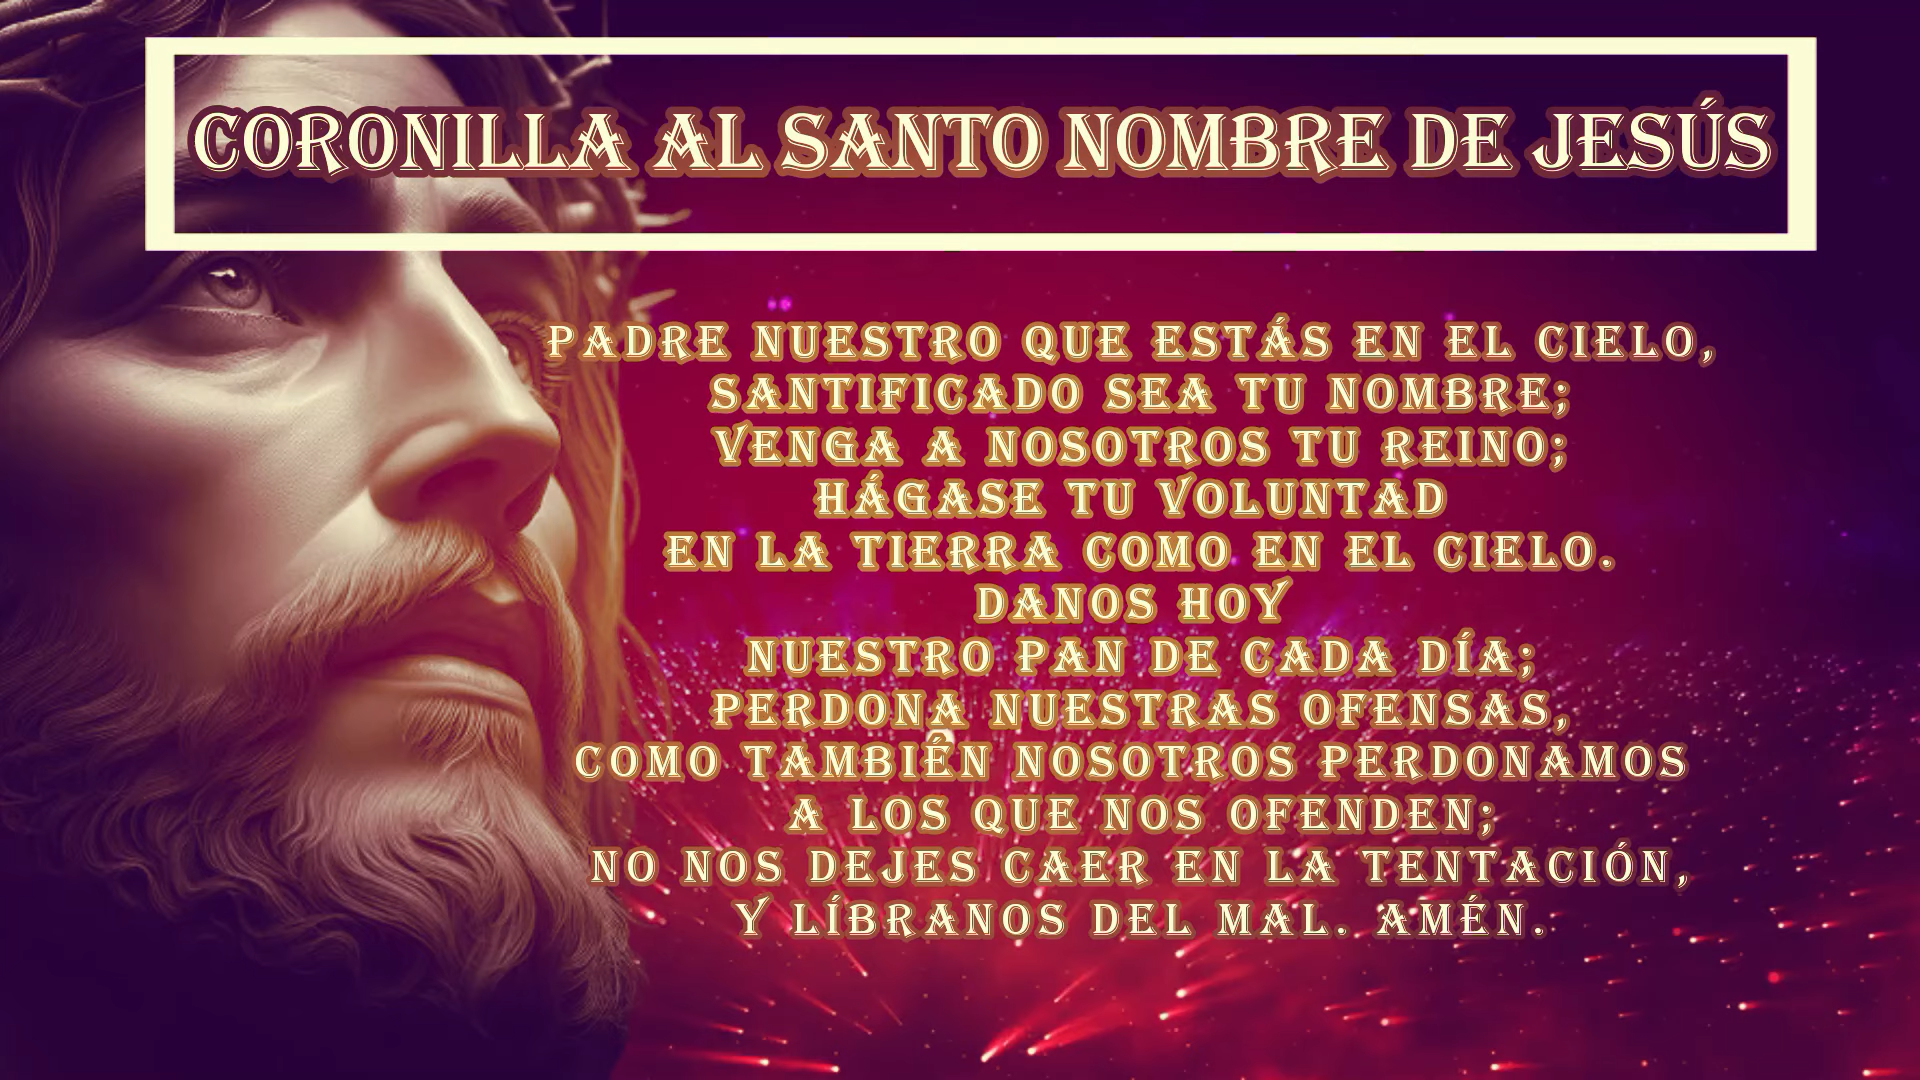 CORONILLA AL SANTO NOMBRE DE JESÚS
PADRE NUESTRO QUE ESTÁS EN EL CIELO,
SANTIFICADO SEA TU NOMBRE;
VENGA A NOSOTROS TU REINO;
HÁGASE TU VOLUNTAD
EN LA TIERRA COMO EN EL CIELO.
DANOS HOY
NUESTRO PAN DE CADA DÍA;
PERDONA NUESTRAS OFENSAS,
COMO TAMBIÉN NOSOTROS PERDONAMOS
A LOS QUE NOS OFENDEN;
NO NOS DEJES CAER EN LA TENTACIÓN,
Y LÍBRANOS DEL MAL. AMÉN.